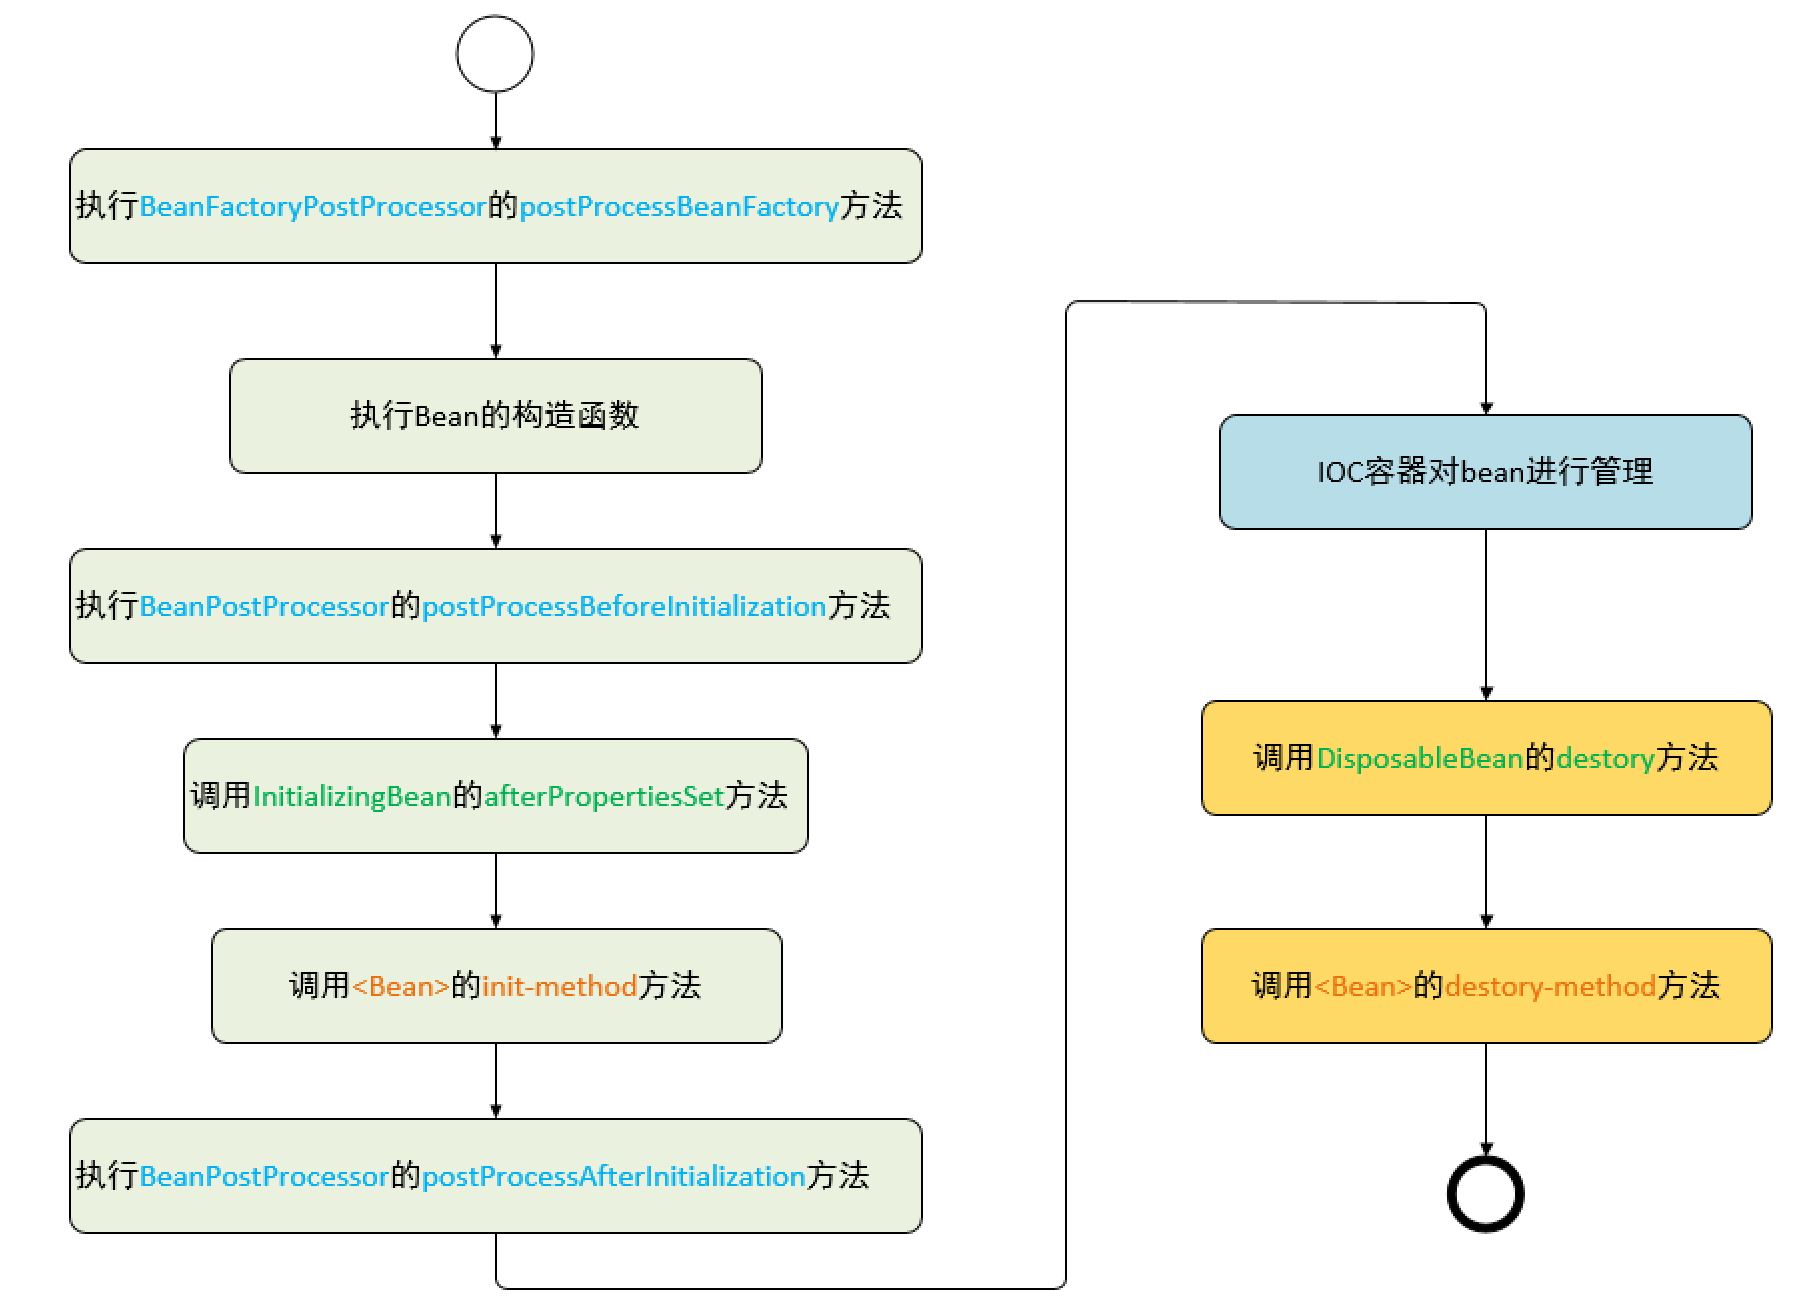 执行BeanFactoryPostProcessor的postProcessBeanFactory方法
执行Bean的构造函数
执行BeanPostProcessor的postProcessBeforeInitialization方法
调用InitializingBean的afterPropertiesSet方法
调用<Bean>的init-method方法
执行BeanPostProcessor的postProcessAfterInitialization方法
IOC容器对bean进行管理
调用DisposableBean的destory方法
调用<Bean>的destory-method方法